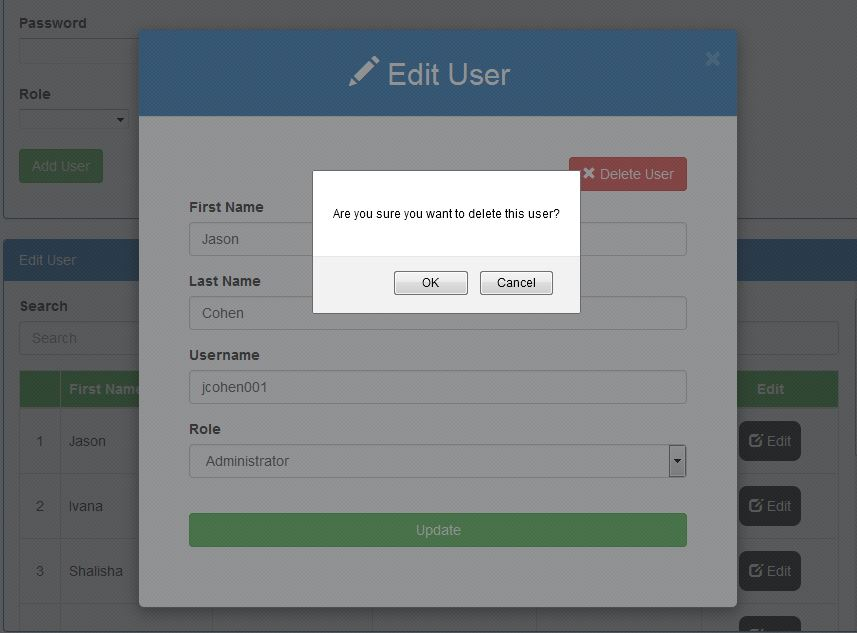 Password
Role
Add User
Edit User
Search
Search
First Name
Edit
1 Jason Edit
2 Ivana Edit
3 Shalisha Edit
Edit User
Delete User
First Name
Jason
Last Name
Cohen
Username
jcohen001
Role
Administrator
Update
Are you sure you want to delete this user?
OK Cancel